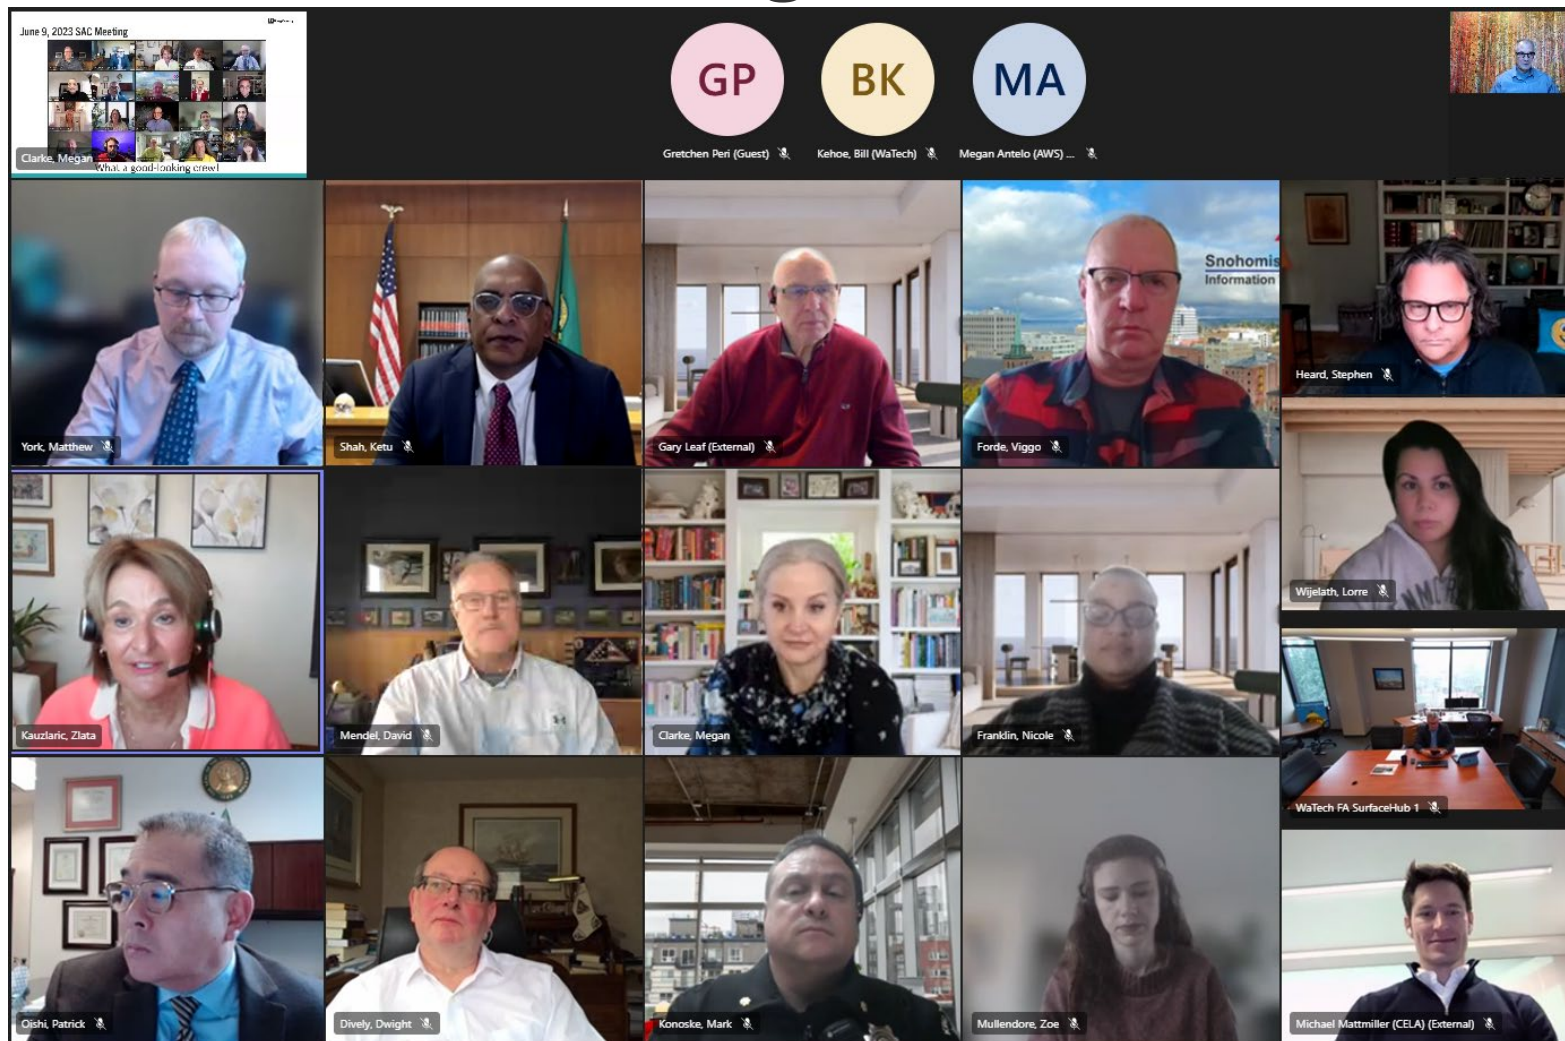 June 9, 2023 SAC Meeting
Clarke, Megan
What a good-looking crew!
GP
BK
MA
Gretchen Peri (Guest)
Kehoe, Bill (WaTech)
Megan Antelo (AWS) ...
York, Matthew
Shah, Ketu
Gary Leaf (External)
Snohomis
Information
Forde, Viggo
Heard, Stephen
Kauzlaric, Zlata
Mendel, David
Clarke, Megan
Franklin, Nicole
Wijelath, Lorre
WaTech FA SurfaceHub 1
Oishi, Patrick
Dively, Dwight
Konoske, Mark
Mullendore, Zoe
Michael Mattmiller (CELA) (External)